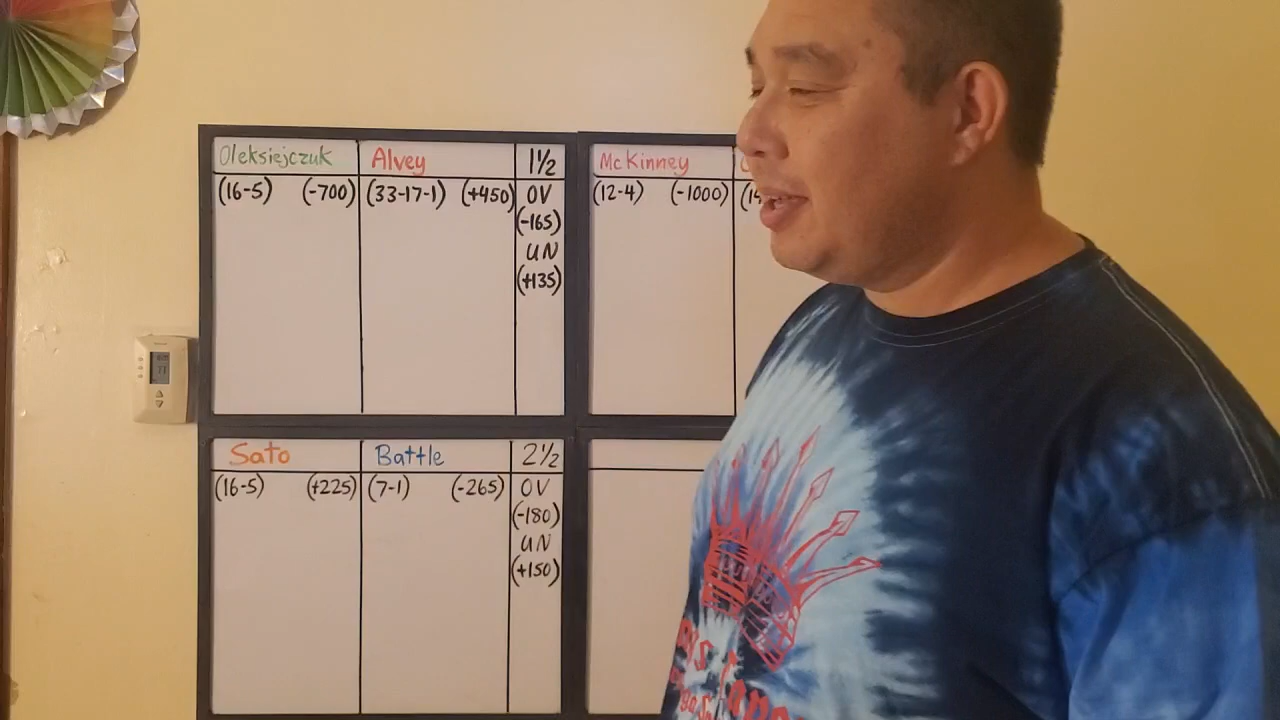 Oleksiejczuk Alvey 1½
(16-5) (-700) (33-17-1) (+450) OV
(-165)
UN
(+135)
McKinney
(12-4) (-1000)
Sato Battle 2½
(16-5) (+225) (7-1) (-265) OV
(-180)
UN
(+150)